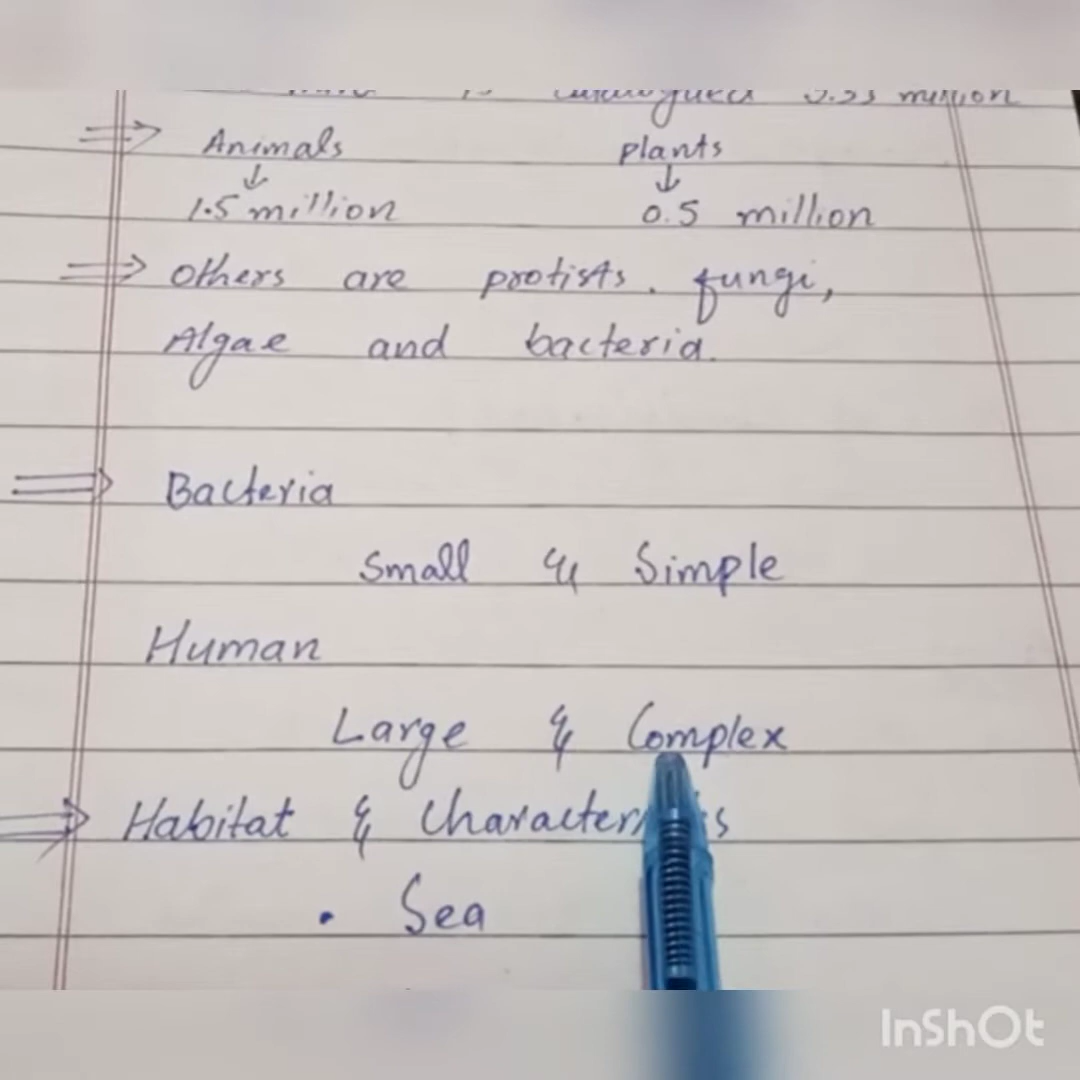 million
⇒ Animals plants
↓ ↓
1.5 million 0.5 million
⇒ Others are protists. fungi,
Algae and bacteria.
⇒ Bacteria
Small & Simple
Human
Large & Complex
⇒ Habitat & Character s
• Sea
InShOt